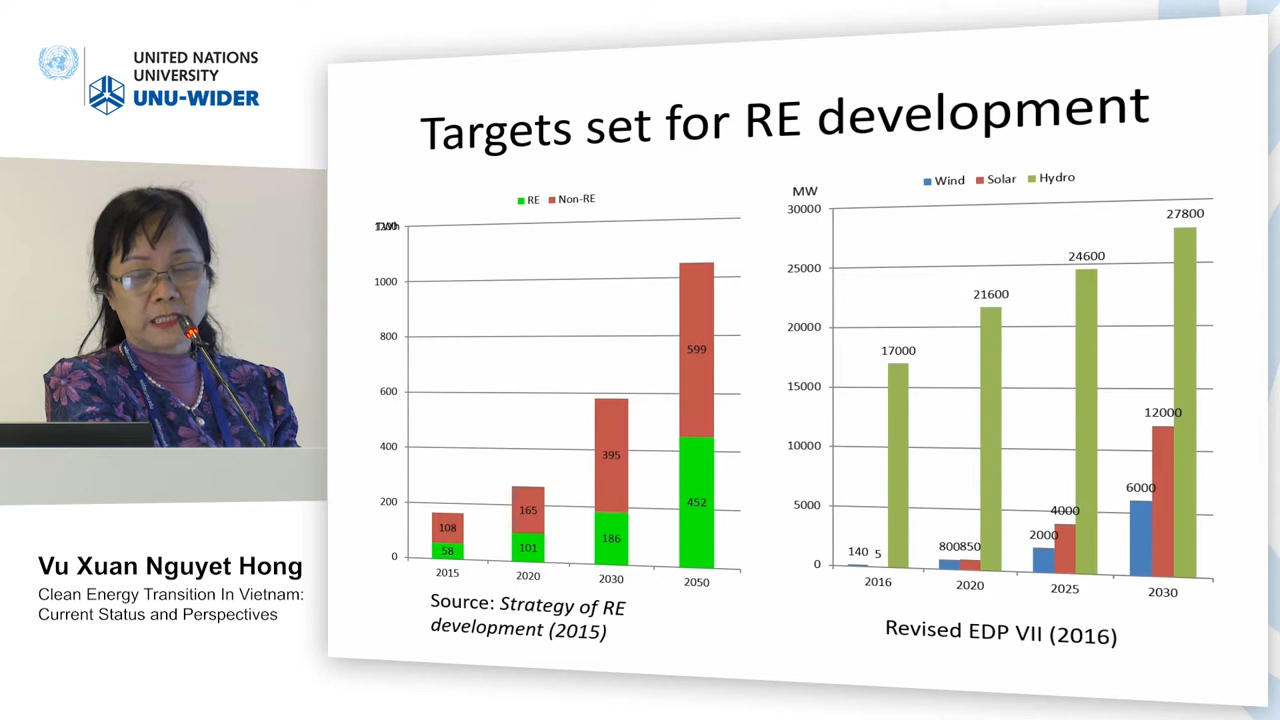 UNITED NATIONS
UNIVERSITY
UNU-WIDER
Targets set for RE development
RE Non-RE
1200
1000
800
600
400
200
0
108
58
165
101
395
186
599
452
2015 2020 2030 2050
Source: Strategy of RE
development (2015)
Wind Solar Hydro
MW
30000
25000
20000
15000
10000
5000
0
140 5 17000
800 850 21600
2000 4000 24600
6000 12000 27800
2016 2020 2025 2030
Revised EDP VII (2016)
Vu Xuan Nguyet Hong
Clean Energy Transition In Vietnam:
Current Status and Perspectives